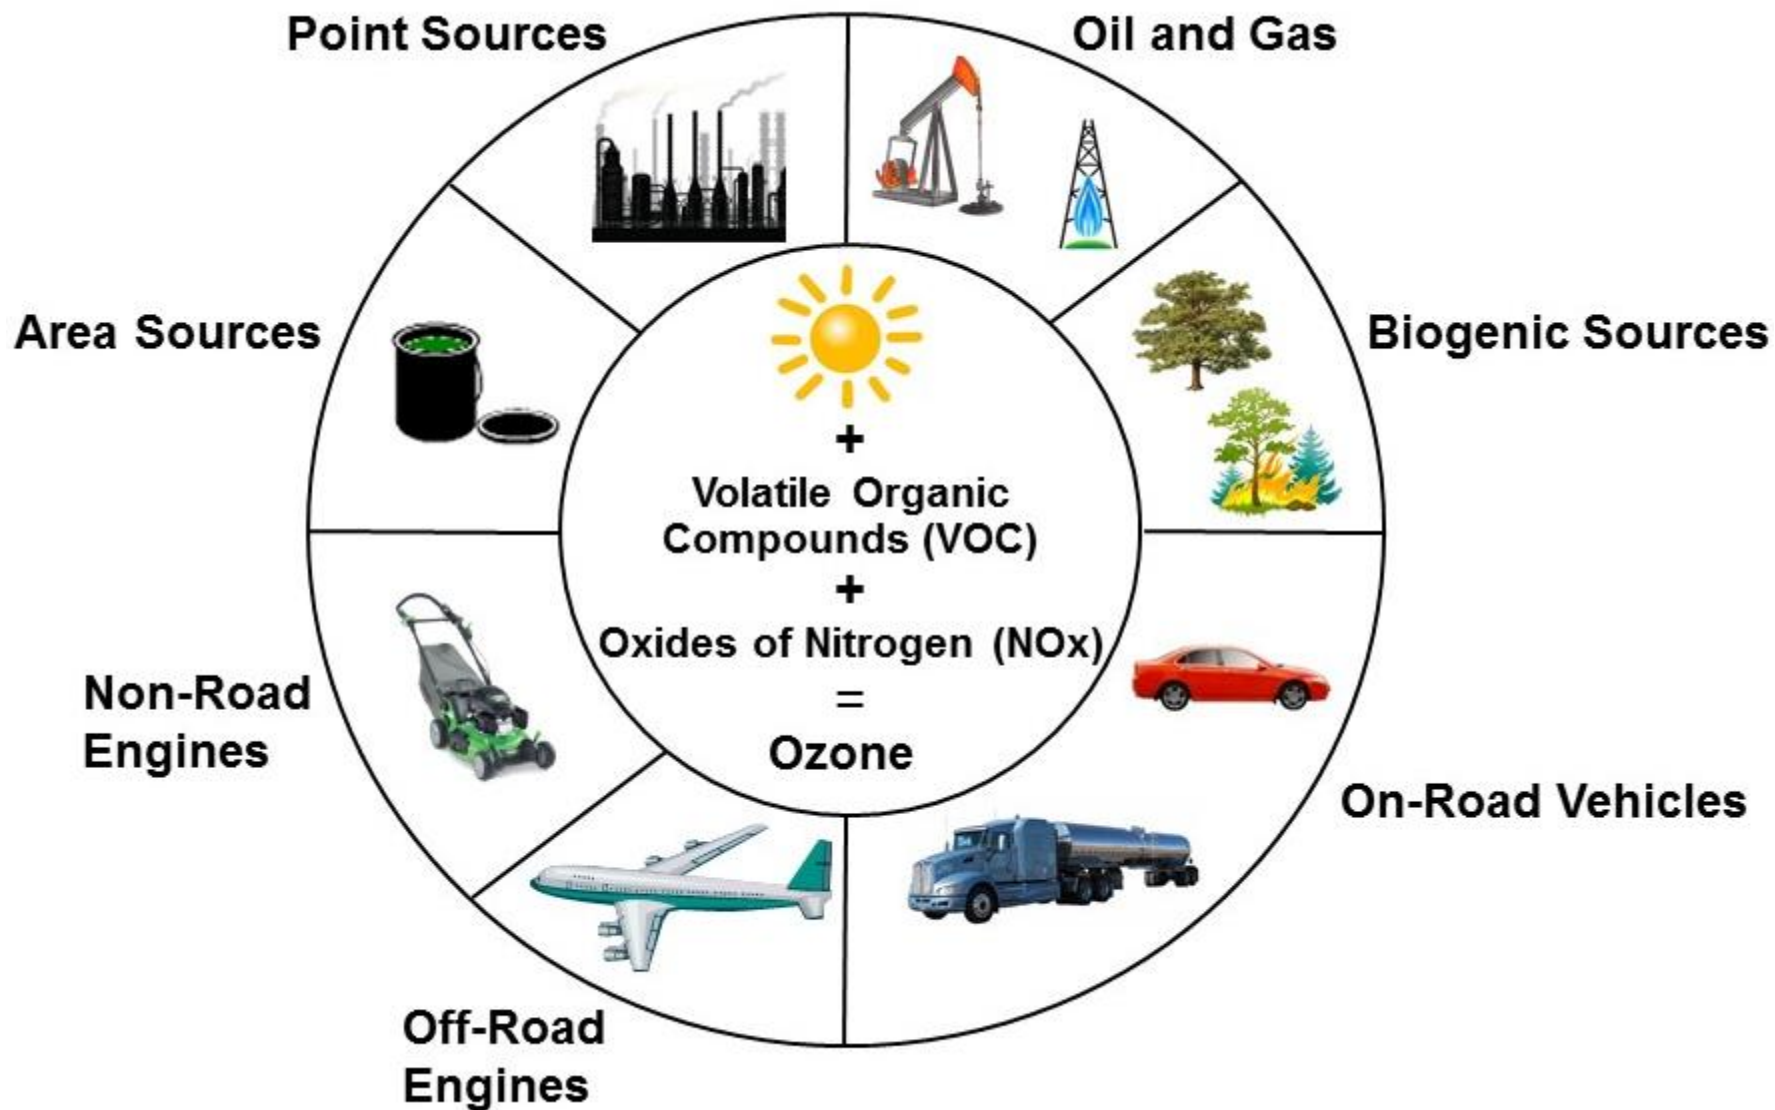 Point Sources
Oil and Gas
Area Sources
Biogenic Sources
+
Volatile Organic
Compounds (VOC)
+
Oxides of Nitrogen (NOx)
=
Ozone
Non-Road
Engines
On-Road Vehicles
Off-Road
Engines